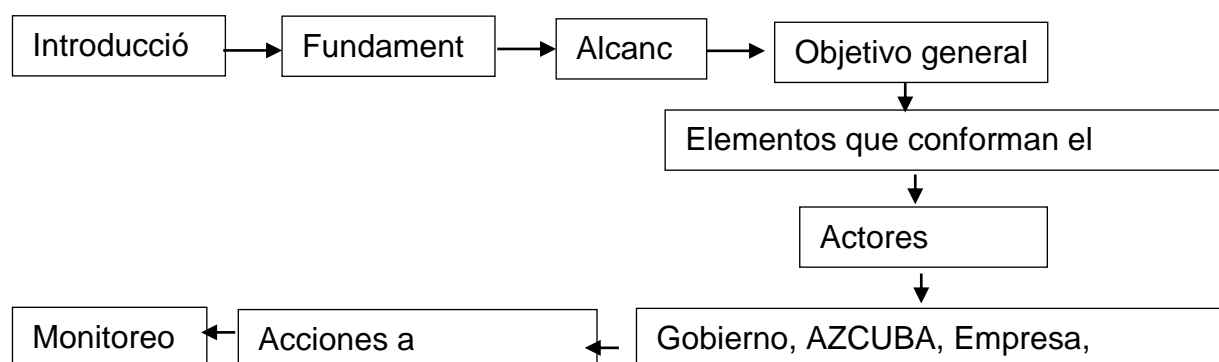 Introducció
Fundament
Alcanc
Objetivo general
Elementos que conforman el
Actores
Gobierno, AZCUBA, Empresa,
Acciones a
Monitoreo